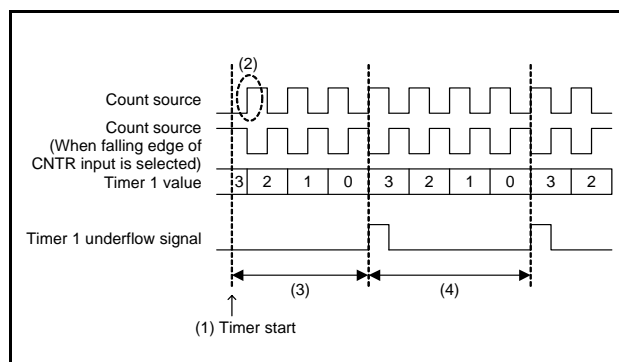 (2)
Count source
Count source
(When falling edge of
CNTR input is selected)
Timer 1 value 3 2 1 0 3 2 1 0 3 2
Timer 1 underflow signal
(3) (4)
(1) Timer start